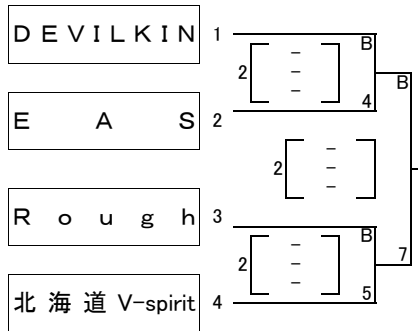 DEVILKIN 1
B
2 - - -
4
EAS 2
B
2 - - -
7
Rough 3
B
2 - - -
5
北海道 V-spirit 4